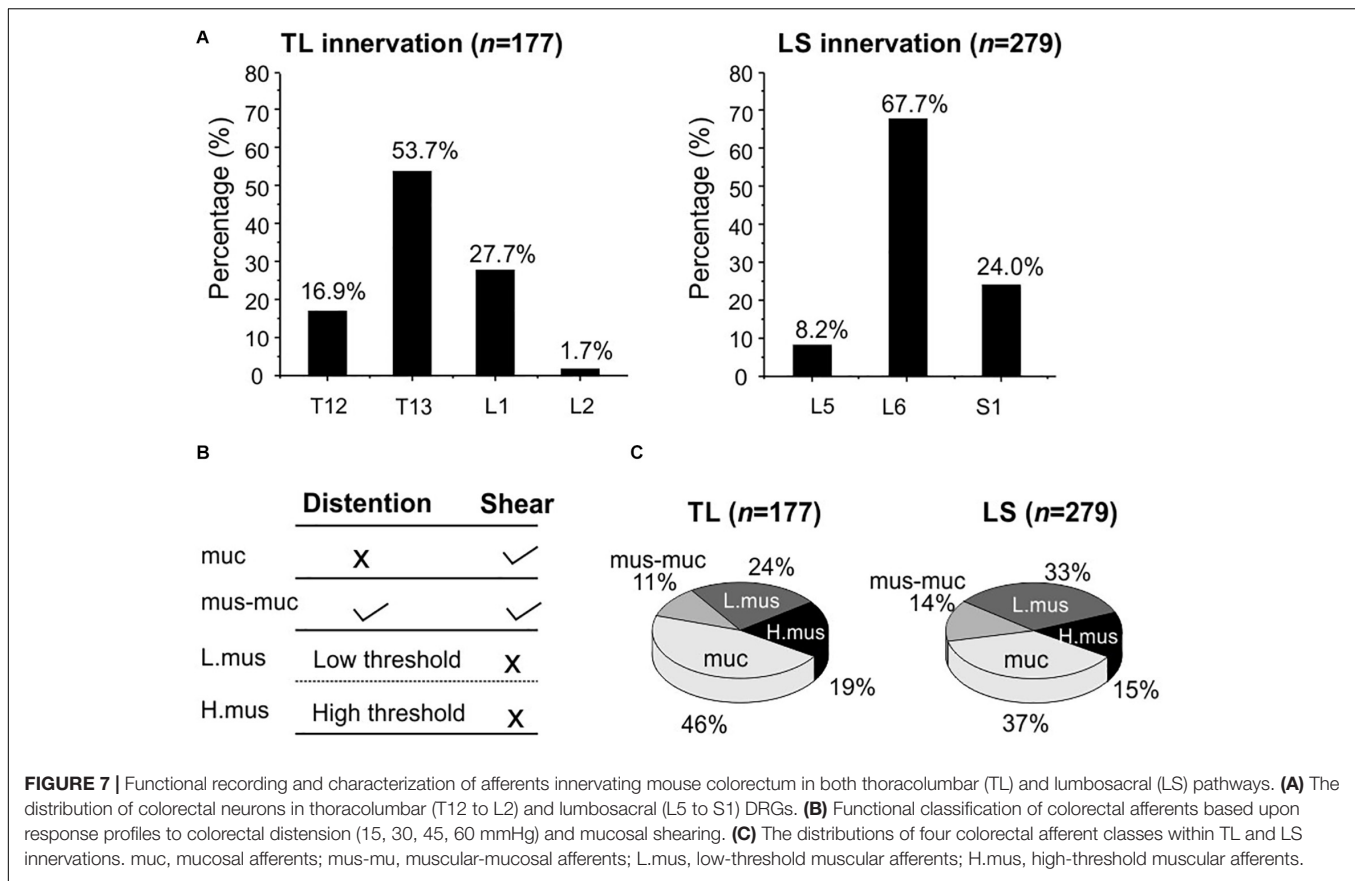 A
TL innervation (n=177)
LS innervation (n=279)
Percentage (%)
80
70
60
50
40
30
20
10
0
16.9%
53.7%
27.7%
1.7%
T12 T13 L1 L2
Percentage (%)
80
70
60
50
40
30
20
10
0
8.2%
67.7%
24.0%
L5 L6 S1
B
Distention Shear
muc X ✓
mus-muc ✓ ✓
L.mus Low threshold X
H.mus High threshold X
C
TL (n=177)
mus-muc
11%
24%
L.mus
H.mus
muc
19%
46%
LS (n=279)
mus-muc
14%
33%
L.mus
H.mus
muc
15%
37%
FIGURE 7 | Functional recording and characterization of afferents innervating mouse colorectum in both thoracolumbar (TL) and lumbosacral (LS) pathways. (A) The
distribution of colorectal neurons in thoracolumbar (T12 to L2) and lumbosacral (L5 to S1) DRGs. (B) Functional classification of colorectal afferents based upon
response profiles to colorectal distension (15, 30, 45, 60 mmHg) and mucosal shearing. (C) The distributions of four colorectal afferent classes within TL and LS
innervations. muc, mucosal afferents; mus-mu, muscular-mucosal afferents; L.mus, low-threshold muscular afferents; H.mus, high-threshold muscular afferents.